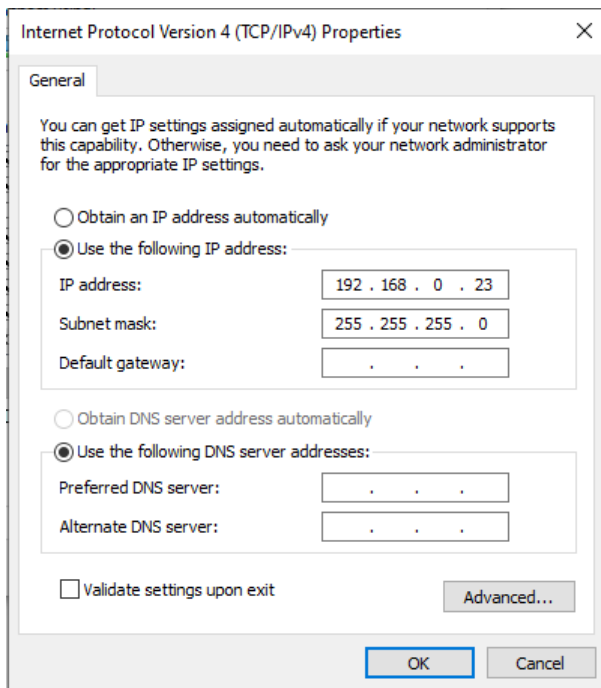 Internet Protocol Version 4 (TCP/IPv4) Properties
General
You can get IP settings assigned automatically if your network supports
this capability. Otherwise, you need to ask your network administrator
for the appropriate IP settings.
Obtain an IP address automatically
Use the following IP address:
IP address: 192 . 168 . 0 . 23
Subnet mask: 255 . 255 . 255 . 0
Default gateway: . . .
Obtain DNS server address automatically
Use the following DNS server addresses:
Preferred DNS server: . . .
Alternate DNS server: . . .
Validate settings upon exit
Advanced...
OK Cancel